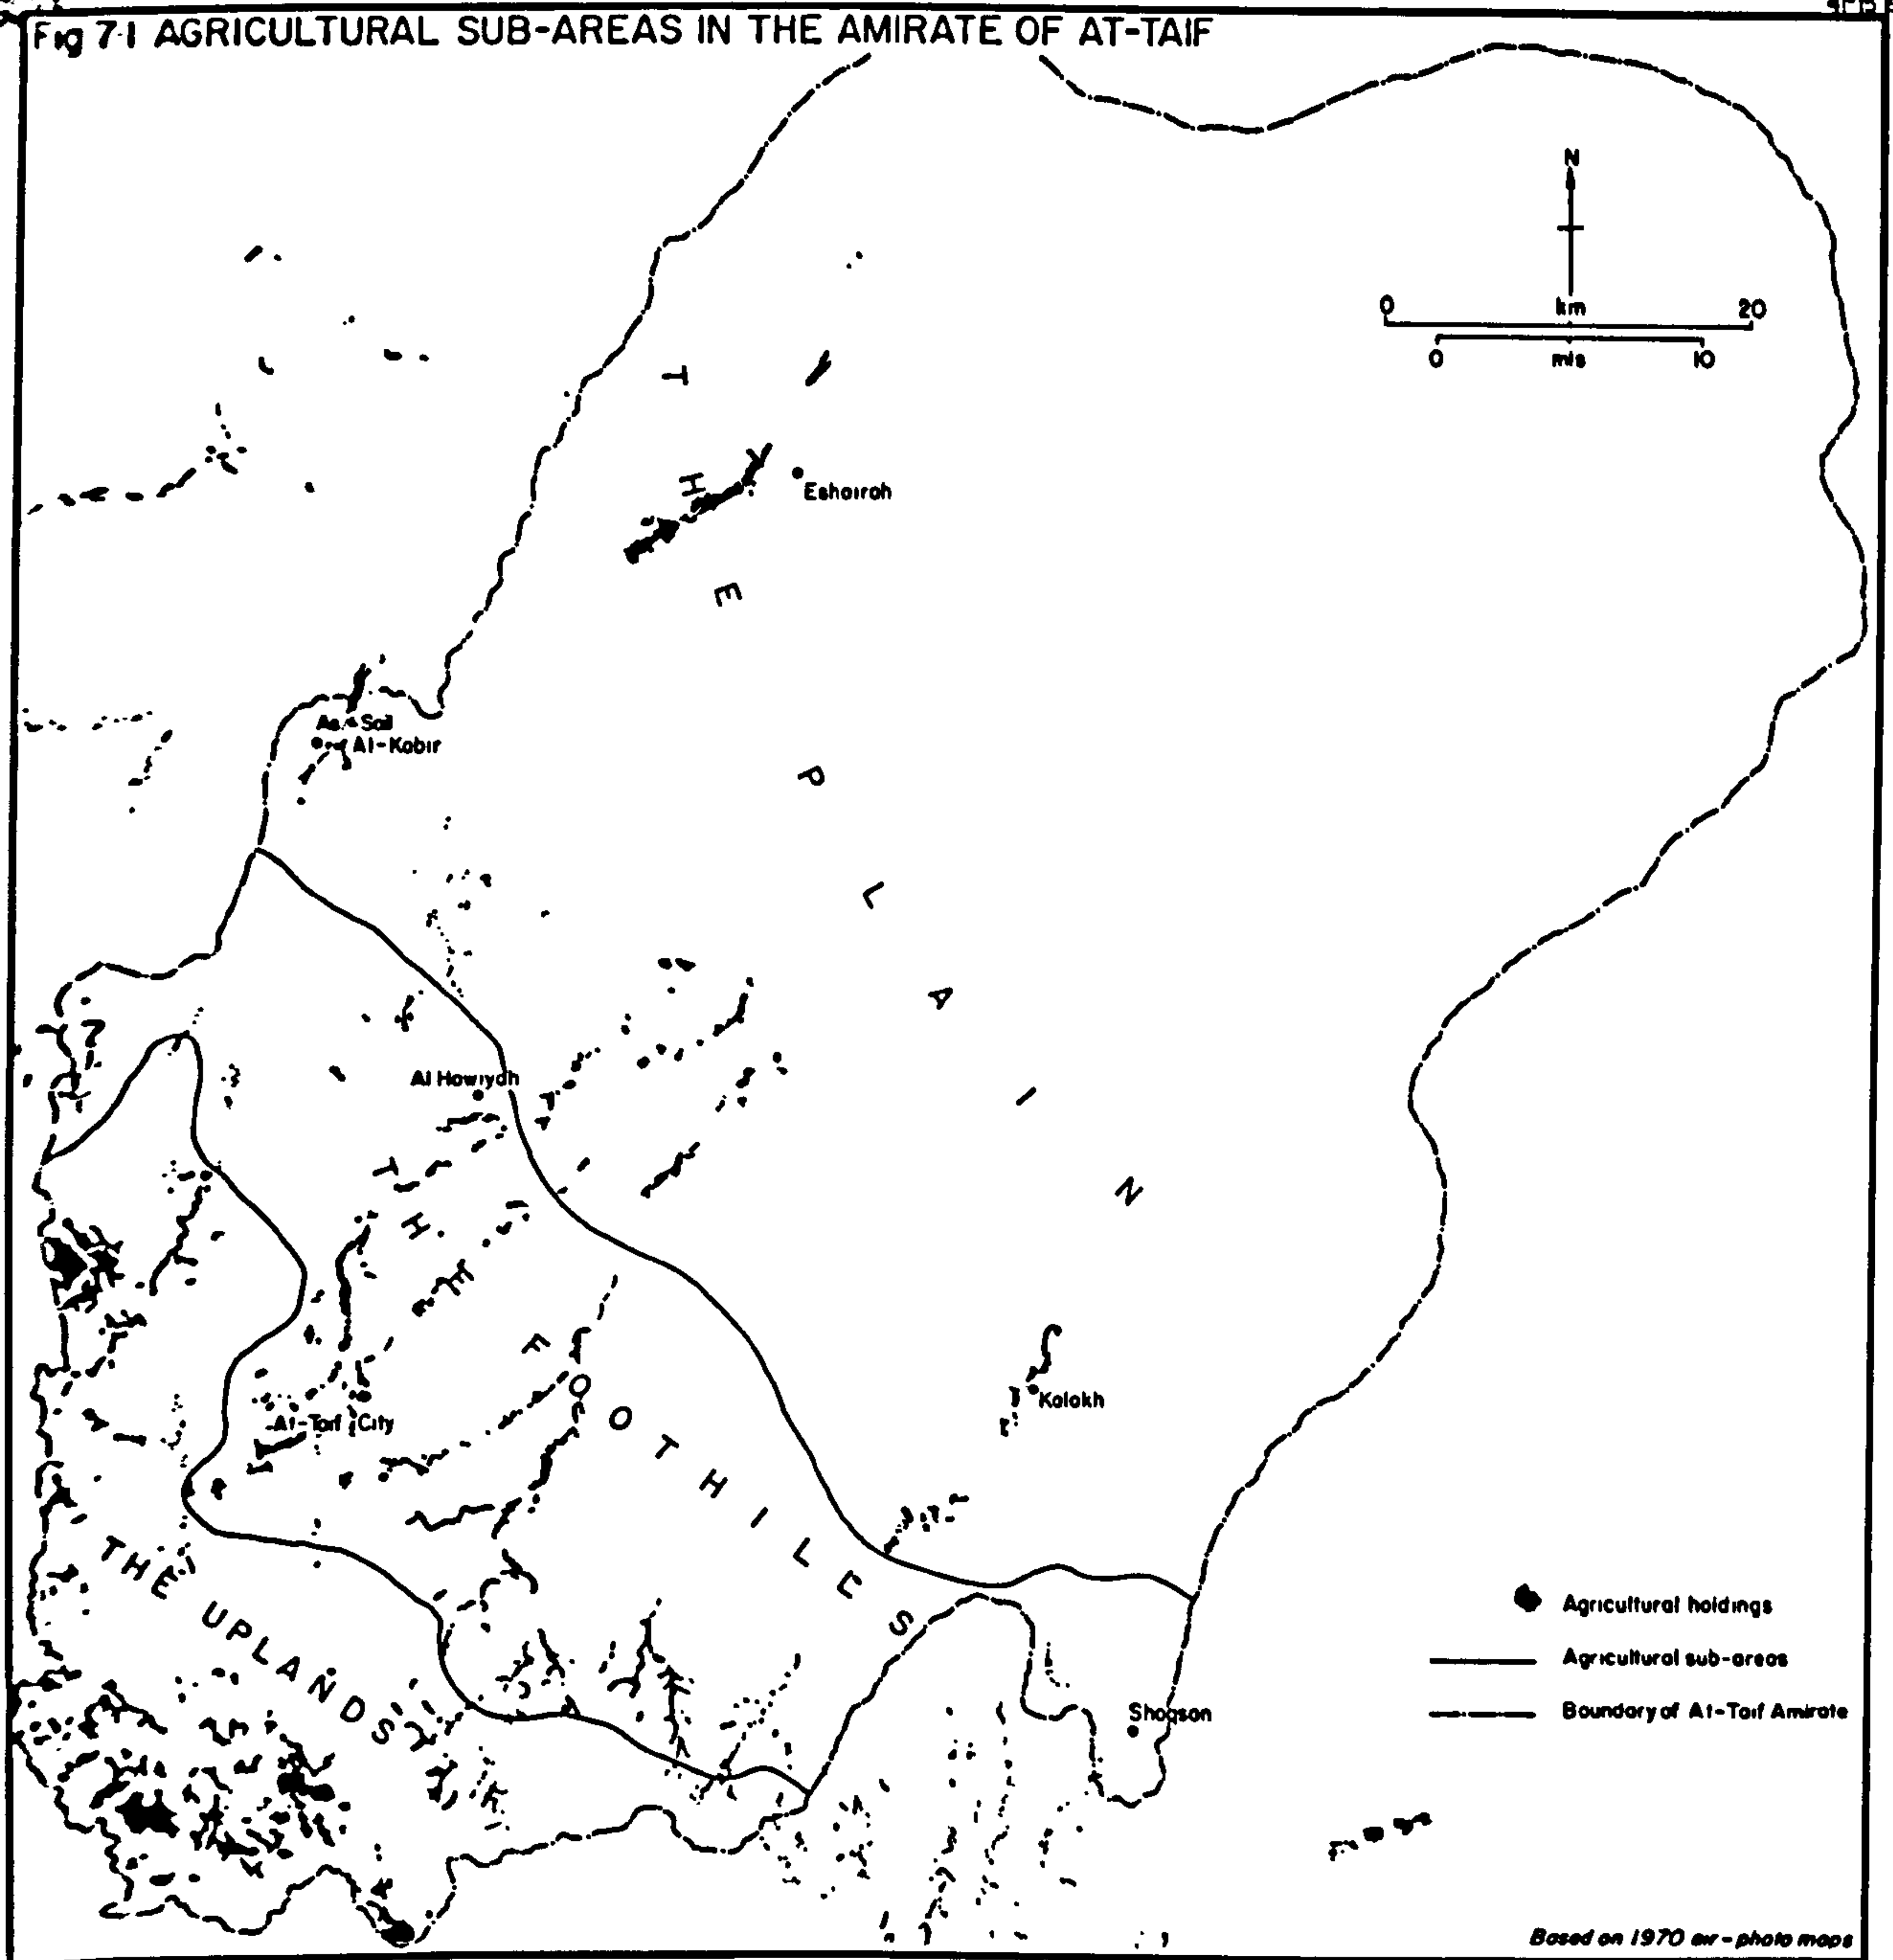 Fig 7·1 AGRICULTURAL SUB-AREAS IN THE AMIRATE OF AT-TAIF
N
0 km 20
0 mls 10
THE PLAIN
Eshairah
As-Sail
Al-Kabir
Al Hawiyah
THE FOOTHILLS
Kalakh
At-Taif City
THE UPLANDS
Shaqsan
Agricultural holdings
Agricultural sub-areas
Boundary of At-Taif Amirate
Based on 1970 air-photo maps